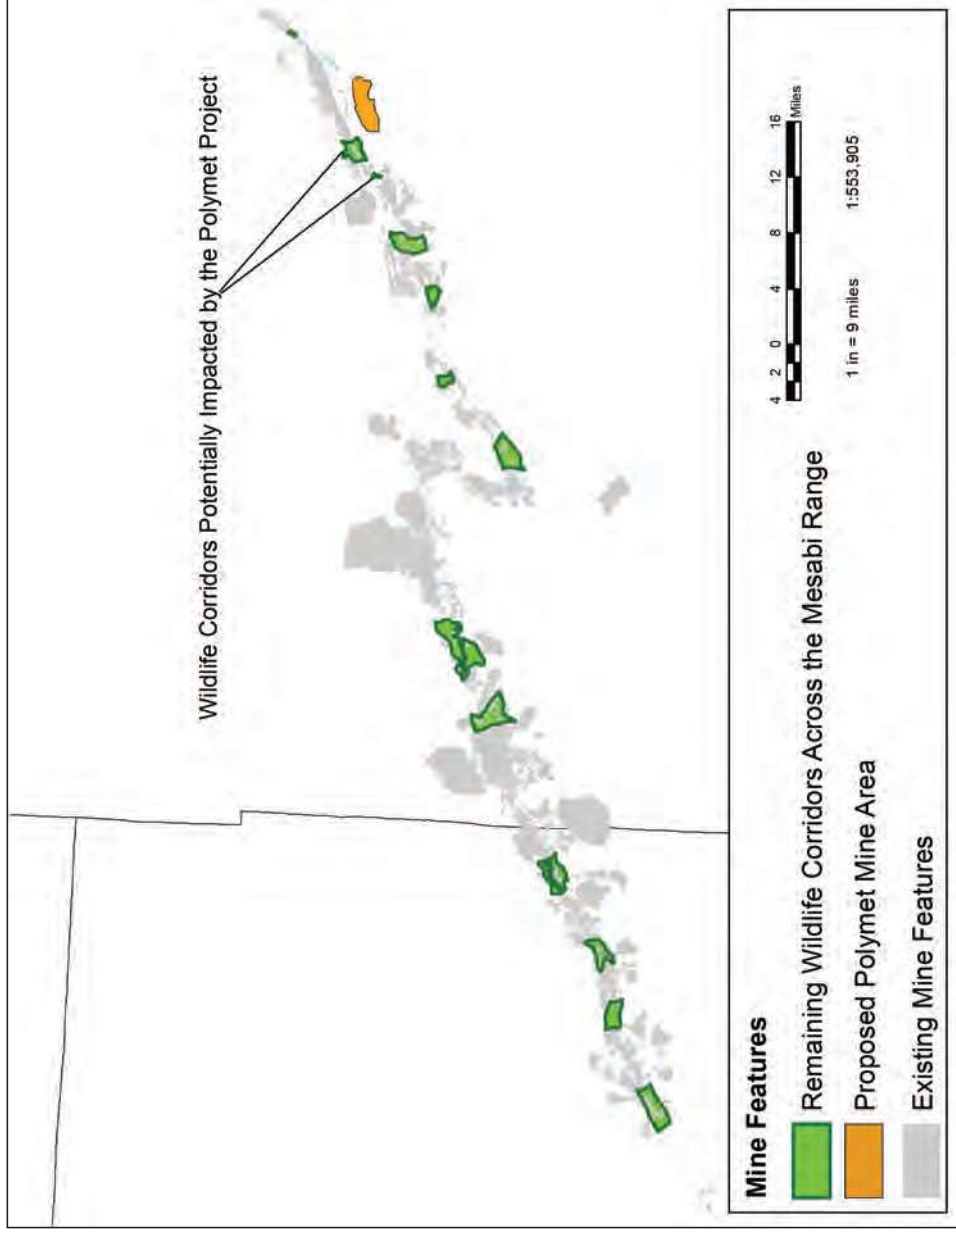 Wildlife Corridors Potentially Impacted by the Polymet Project
Mine Features
Remaining Wildlife Corridors Across the Mesabi Range
Proposed Polymet Mine Area
Existing Mine Features
4 2 0 4 8 12 16
Miles
1 in = 9 miles 1:553,905